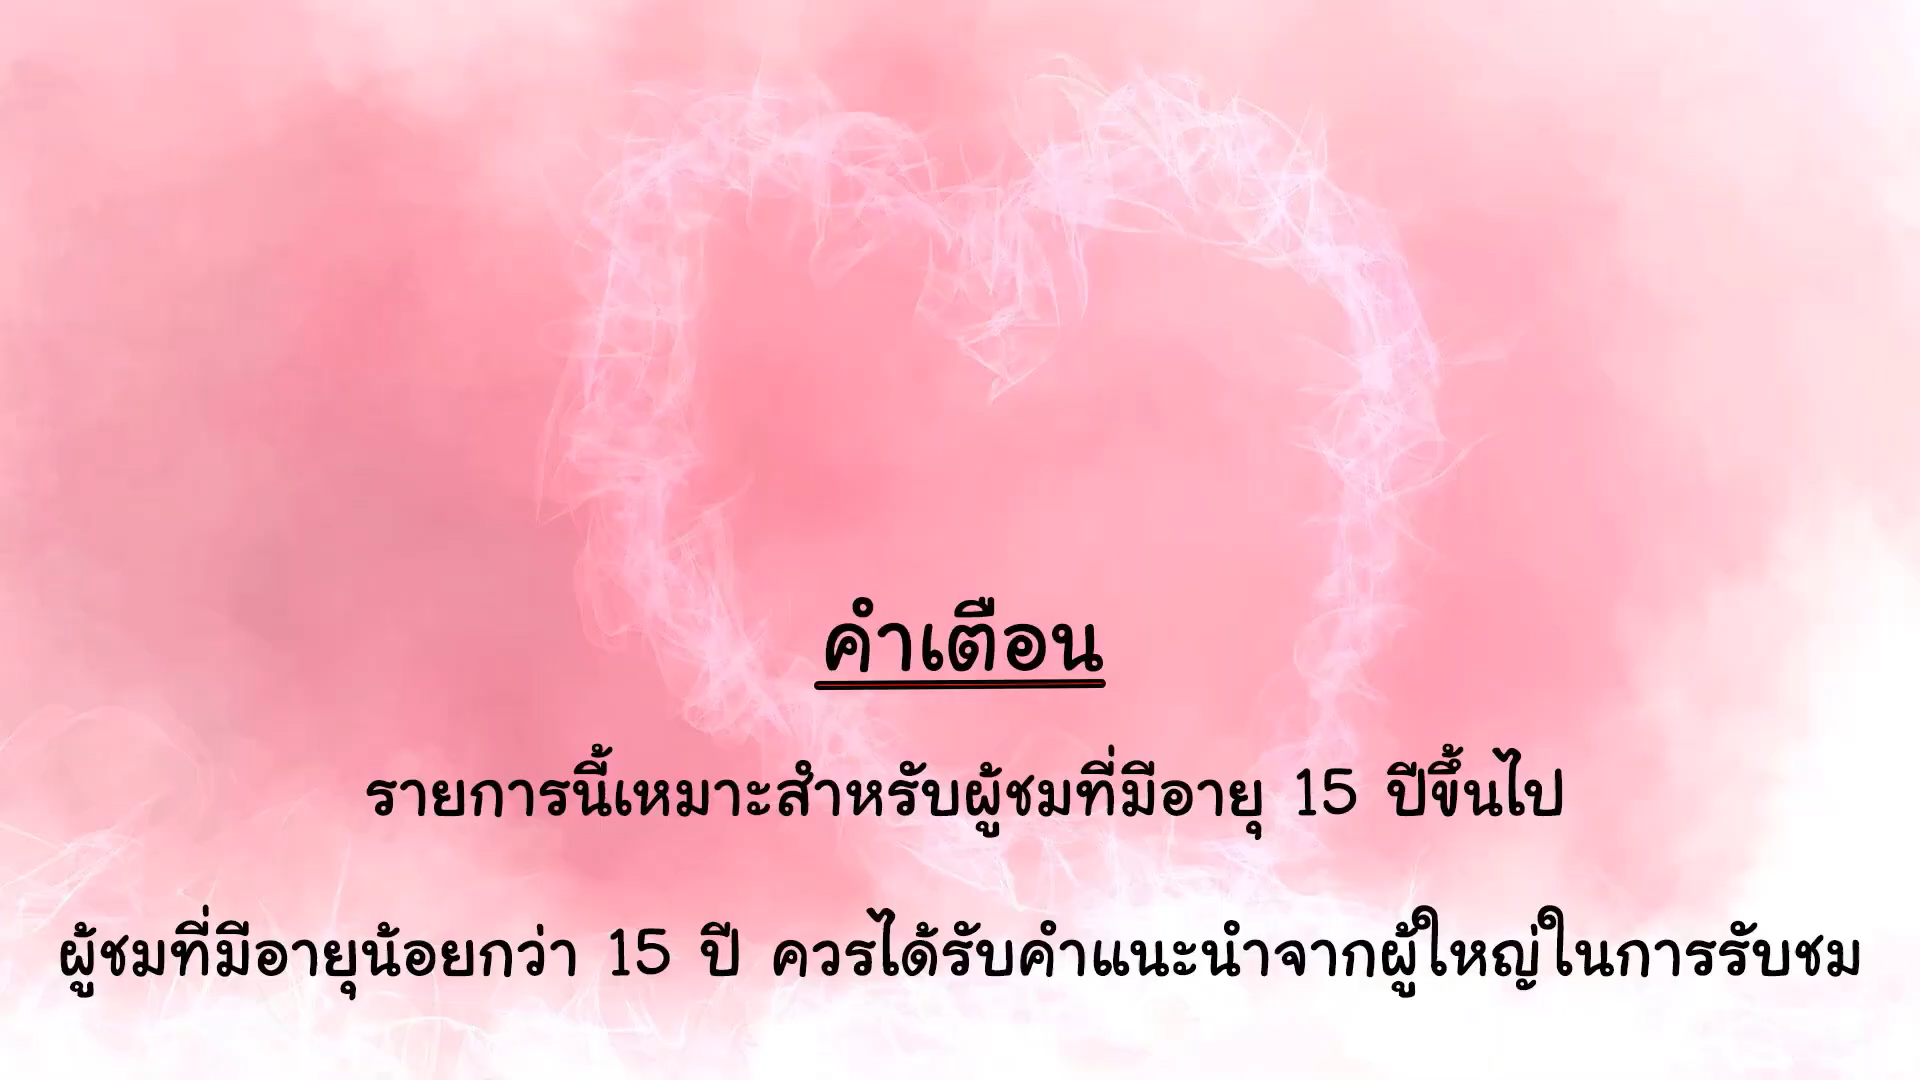 คำเตือน
รายการนี้เหมาะสำหรับผู้ชมที่มีอายุ 15 ปีขึ้นไป
ผู้ชมที่มีอายุน้อยกว่า 15 ปี ควรได้รับคำแนะนำจากผู้ใหญ่ในการรับชม